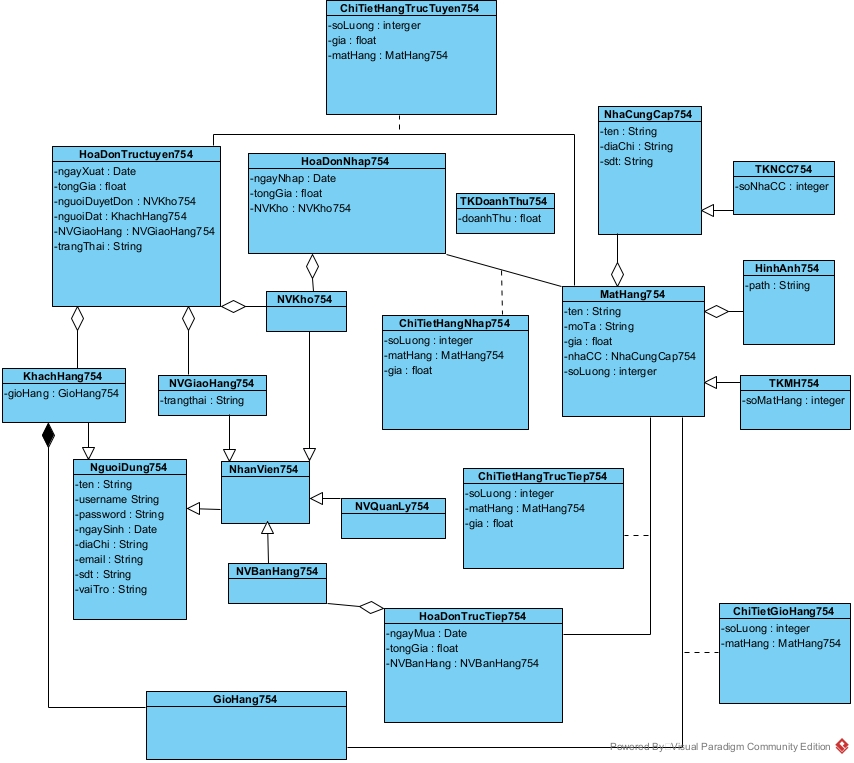 ChiTietHangTrucTuyen754
-soLuong : interger
-gia : float
-matHang : MatHang754
NhaCungCap754
-ten : String
-diaChi : String
-sdt: String
HoaDonTructuyen754
-ngayXuat : Date
-tongGia : float
-nguoiDuyetDon : NVKho754
-nguoiDat : KhachHang754
-NVGiaoHang : NVGiaoHang754
-trangThai : String
HoaDonNhap754
-ngayNhap : Date
-tongGia : float
-NVKho : NVKho754
TKDoanhThu754
-doanhThu : float
TKNCC754
-soNhaCC : integer
HinhAnh754
-path : Striing
NVKho754
MatHang754
-ten : String
-moTa : String
-gia : float
-nhaCC : NhaCungCap754
-soLuong : interger
ChiTietHangNhap754
-soLuong : integer
-matHang : MatHang754
-gia : float
KhachHang754
-gioHang : GioHang754
NVGiaoHang754
-trangthai : String
TKMH754
-soMatHang : integer
NguoiDung754
-ten : String
-username String
-password : String
-ngaySinh : Date
-diaChi : String
-email : String
-sdt : String
-vaiTro : String
NhanVien754
NVQuanLy754
ChiTietHangTrucTiep754
-soLuong : integer
-matHang : MatHang754
-gia : float
NVBanHang754
HoaDonTrucTiep754
-ngayMua : Date
-tongGia : float
-NVBanHang : NVBanHang754
ChiTietGioHang754
-soLuong : integer
-matHang : MatHang754
GioHang754
Powered By: Visual Paradigm Community Edition